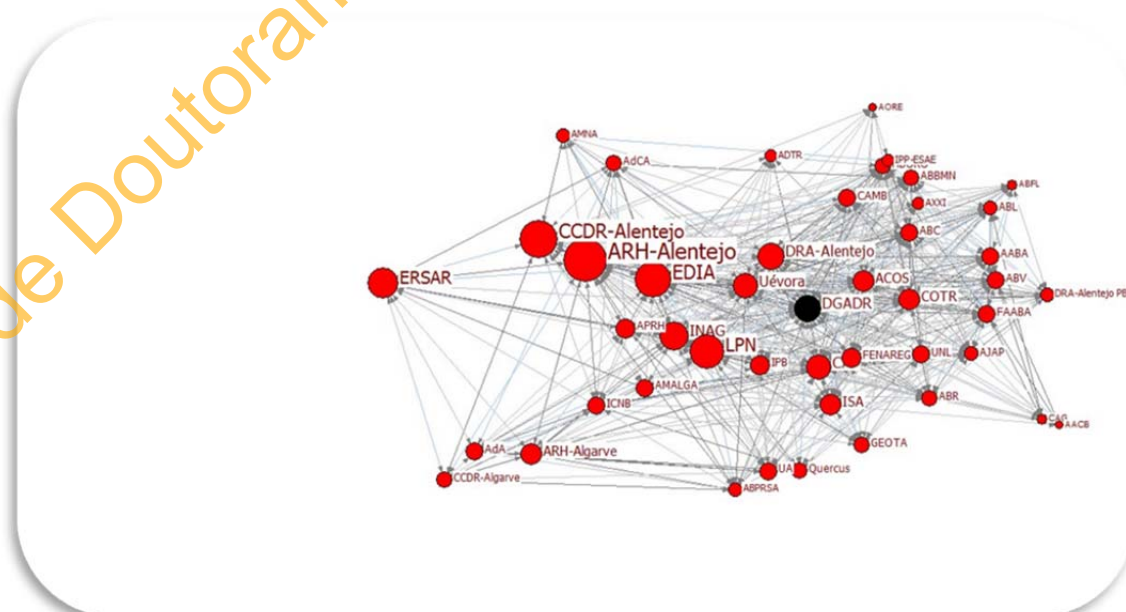 de Doutoran
AORE
AMNA
ADTR
IPP-ESAE
AdCA
ABBMN
ABFL
CAMB
AXXI
ABL
CCDR-Alentejo
ABC
ARH-Alentejo
DRA-Alentejo
AABA
EDIA
ERSAR
Uévora
ACOS
ABV
COTR
DRA-Alentejo PB
DGADR
FAABA
APRH
INAG
LPN
FENAREG
UNL
AJAP
IPB
AMALGA
ABR
ICNB
ISA
AACB
GEOTA
AdA
ARH-Algarve
UA
Quercus
CCDR-Algarve
ABPRSA